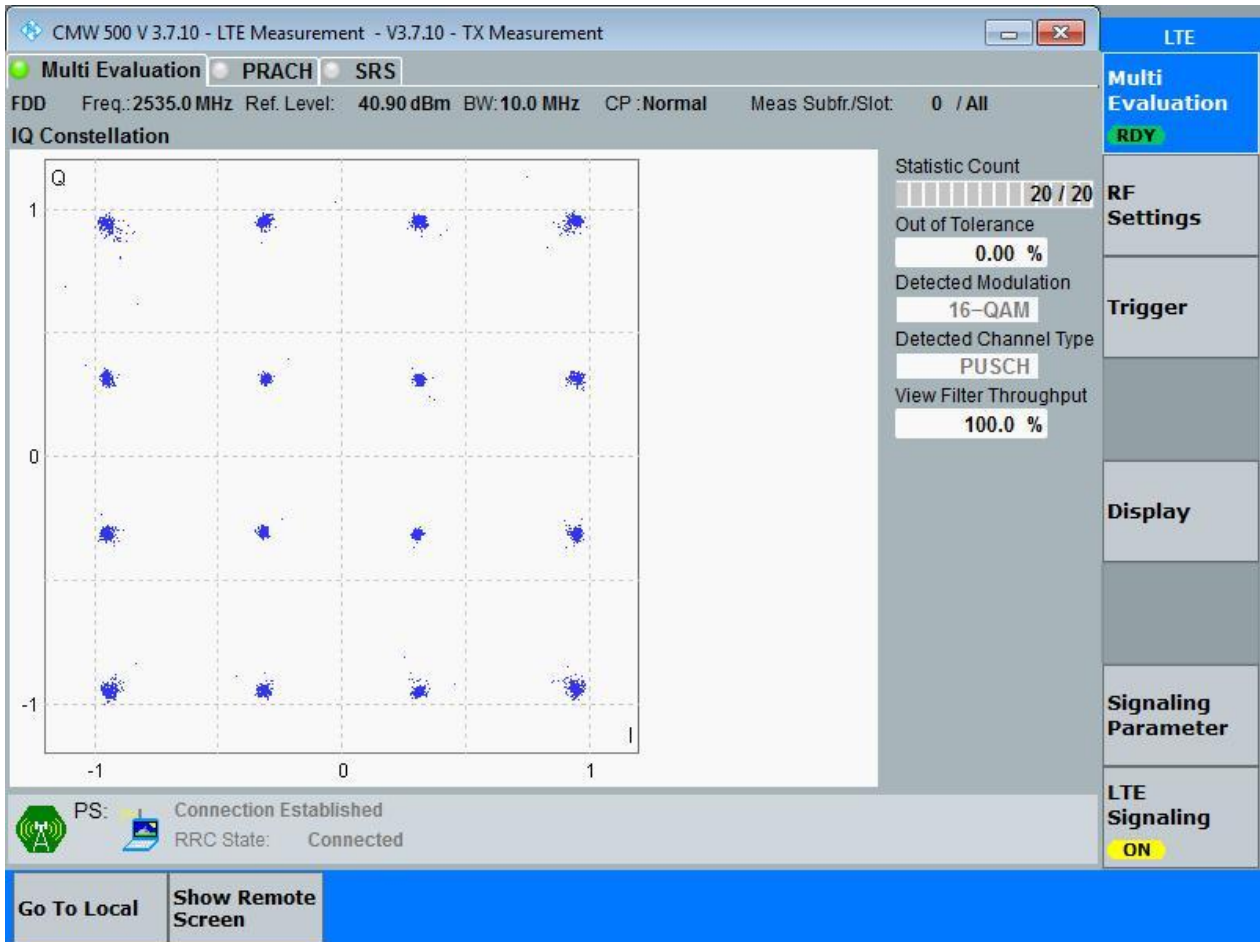 CMW 500 V 3.7.10 - LTE Measurement - V3.7.10 - TX Measurement
LTE
Multi Evaluation PRACH SRS
FDD Freq.: 2535.0 MHz Ref. Level: 40.90 dBm BW: 10.0 MHz CP : Normal Meas Subfr./Slot: 0 / All
IQ Constellation
Q
1
0
-1
I
-1 0 1
Statistic Count
20 / 20
Out of Tolerance
0.00 %
Detected Modulation
16-QAM
Detected Channel Type
PUSCH
View Filter Throughput
100.0 %
Multi
Evaluation
RDY
RF
Settings
Trigger
Display
Signaling
Parameter
LTE
Signaling
ON
PS: Connection Established
RRC State: Connected
Go To Local
Show Remote
Screen